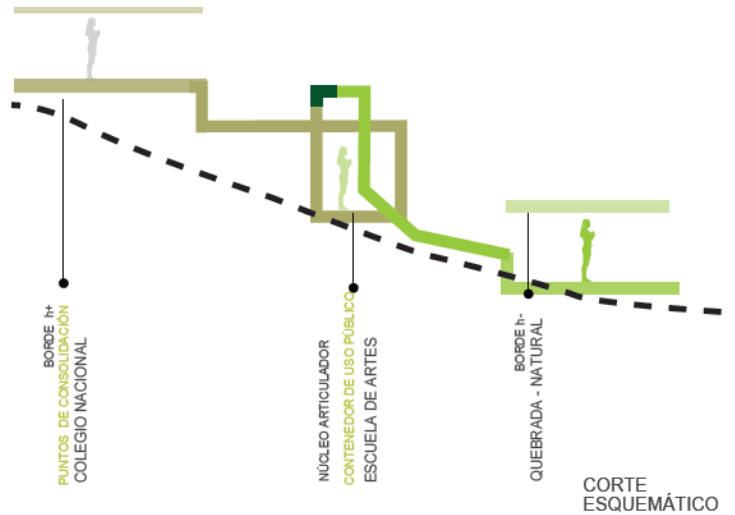 BORDE h+
PUNTOS DE CONSOLIDACIÓN
COLEGIO NACIONAL
NÚCLEO ARTICULADOR
CONTENEDOR DE USO PÚBLICO
ESCUELA DE ARTES
BORDE h-
QUEBRADA - NATURAL
CORTE
ESQUEMÁTICO